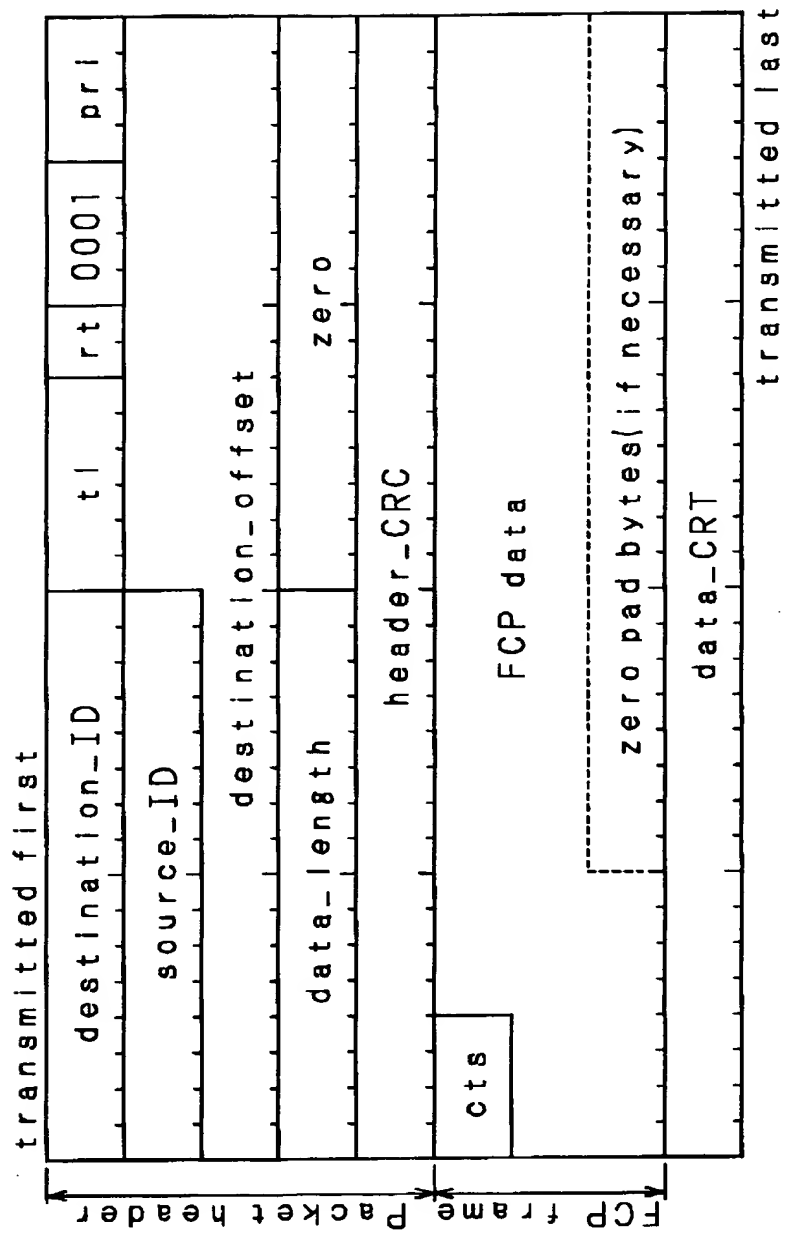 transmitted first
destination_ID tl rt 0001 pri
source_ID
destination_offset
data_length zero
header_CRC
Packet header
cts
FCP data
zero pad bytes(if necessary)
FCP frame
data_CRT
transmitted last